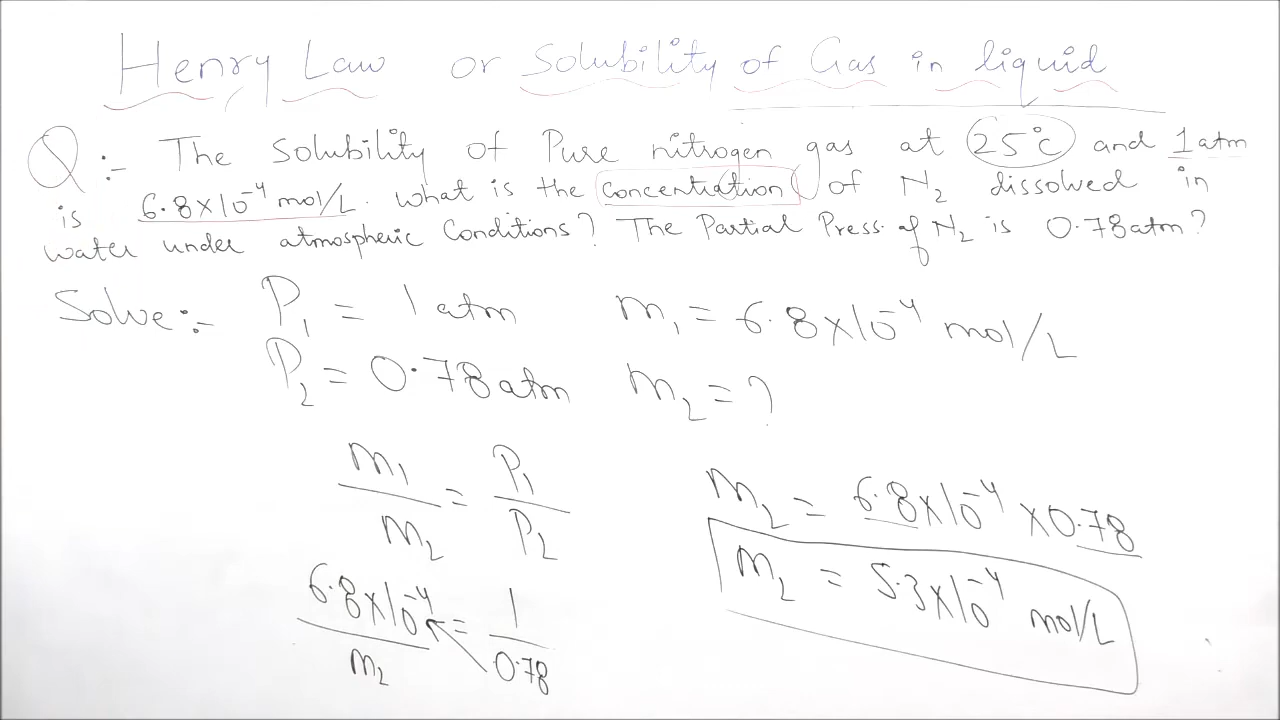 Henry Law or Solubility of Gas in liquid
Q:- The Solubility of Pure nitrogen gas at 25°C and 1 atm
is 6.8×10⁻⁴ mol/L. What is the concentration of N₂ dissolved in
water under atmospheric Conditions? The Partial Press. of N₂ is 0.78atm?
Solve:- P₁ = 1 atm m₁ = 6.8×10⁻⁴ mol/L
P₂ = 0.78 atm m₂ = ?
m₁/m₂ = P₁/P₂
6.8×10⁻⁴/m₂ = 1/0.78
m₂ = 6.8×10⁻⁴ × 0.78
m₂ = 5.3×10⁻⁴ mol/L